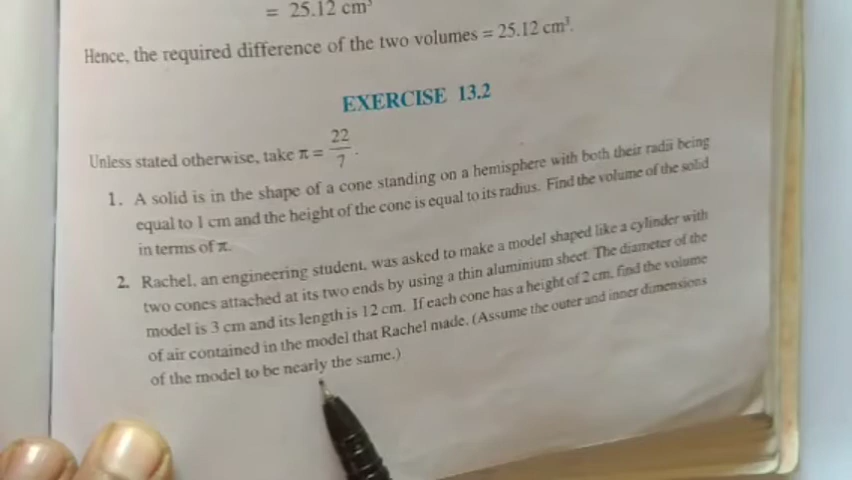 = 25.12 cm³
Hence, the required difference of the two volumes = 25.12 cm³.
EXERCISE 13.2
Unless stated otherwise, take π = 22/7.
1. A solid is in the shape of a cone standing on a hemisphere with both their radii being
equal to 1 cm and the height of the cone is equal to its radius. Find the volume of the solid
in terms of π.
2. Rachel, an engineering student, was asked to make a model shaped like a cylinder with
two cones attached at its two ends by using a thin aluminium sheet. The diameter of the
model is 3 cm and its length is 12 cm. If each cone has a height of 2 cm, find the volume
of air contained in the model that Rachel made. (Assume the outer and inner dimensions
of the model to be nearly the same.)